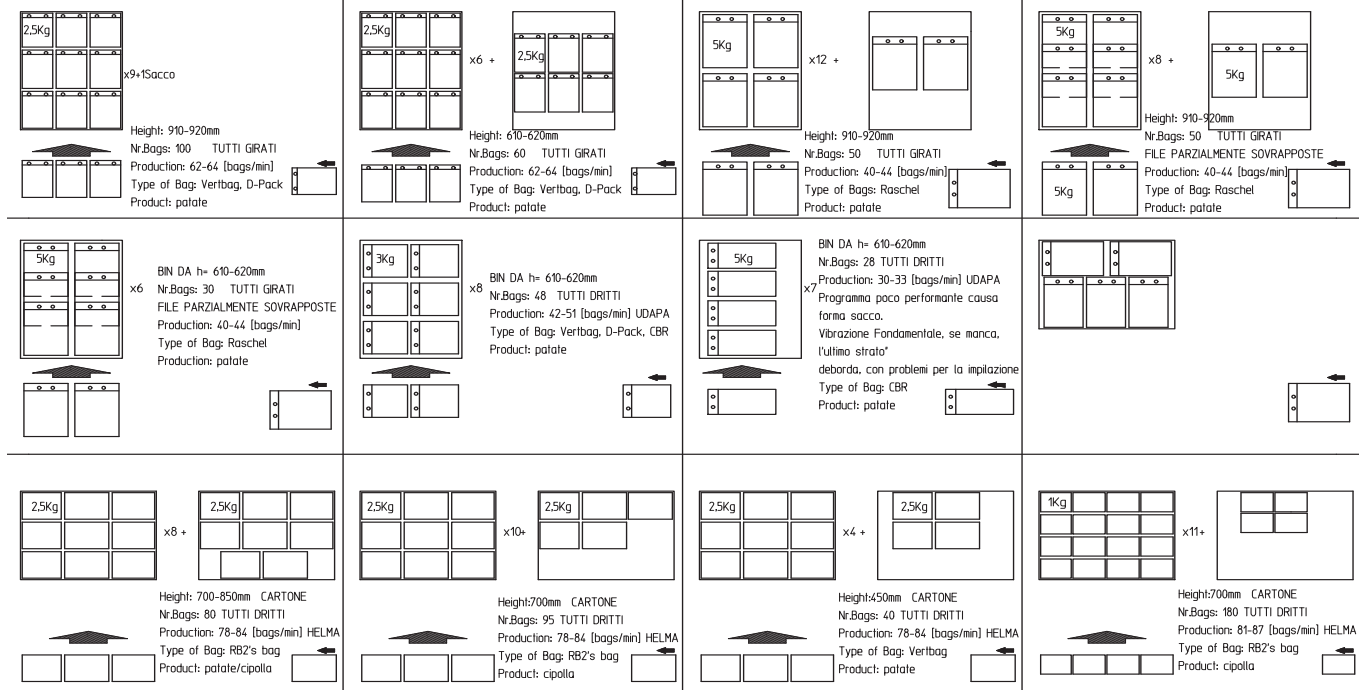 2,5Kg
x9+1Sacco
Height: 910-920mm
Nr.Bags: 100 TUTTI GIRATI
Production: 62-64 [bags/min]
Type of Bag: Vertbag, D-Pack
Product: patate
2,5Kg
x6 +
2,5Kg
Height: 610-620mm
Nr.Bags: 60 TUTTI GIRATI
Production: 62-64 [bags/min]
Type of Bag: Vertbag, D-Pack
Product: patate
5Kg
x12 +
Height: 910-920mm
Nr.Bags: 50 TUTTI GIRATI
Production: 40-44 [bags/min]
Type of Bags: Raschel
Product: patate
5Kg
x8 +
5Kg
Height: 910-920mm
Nr.Bags: 50 TUTTI GIRATI
FILE PARZIALMENTE SOVRAPPOSTE
Production: 40-44 [bags/min]
Type of Bag: Raschel
Product: patate
5Kg
5Kg
x6
BIN DA h= 610-620mm
Nr.Bags: 30 TUTTI GIRATI
FILE PARZIALMENTE SOVRAPPOSTE
Production: 40-44 [bags/min]
Type of Bag: Raschel
Production: patate
3Kg
x8
BIN DA h= 610-620mm
Nr.Bags: 48 TUTTI DRITTI
Production: 42-51 [bags/min] UDAPA
Type of Bag: Vertbag, D-Pack, CBR
Product: patate
5Kg
x7
BIN DA h= 610-620mm
Nr.Bags: 28 TUTTI DRITTI
Production: 30-33 [bags/min] UDAPA
Programma poco performante causa
forma sacco.
Vibrazione Fondamentale, se manca,
l'ultimo strato"
deborda, con problemi per la impilazione
Type of Bag: CBR
Product: patate
2,5Kg
x8 +
2,5Kg
Height: 700-850mm CARTONE
Nr.Bags: 80 TUTTI DRITTI
Production: 78-84 [bags/min] HELMA
Type of Bag: RB2's bag
Product: patate/cipolla
2,5Kg
x10+
2,5Kg
Height:700mm CARTONE
Nr.Bags: 95 TUTTI DRITTI
Production: 78-84 [bags/min] HELMA
Type of Bag: RB2's bag
Product: cipolla
2,5Kg
x4 +
2,5Kg
Height:450mm CARTONE
Nr.Bags: 40 TUTTI DRITTI
Production: 78-84 [bags/min] HELMA
Type of Bag: Vertbag
Product: patate
1Kg
x11+
Height:700mm CARTONE
Nr.Bags: 180 TUTTI DRITTI
Production: 81-87 [bags/min] HELMA
Type of Bag: RB2's bag
Product: cipolla